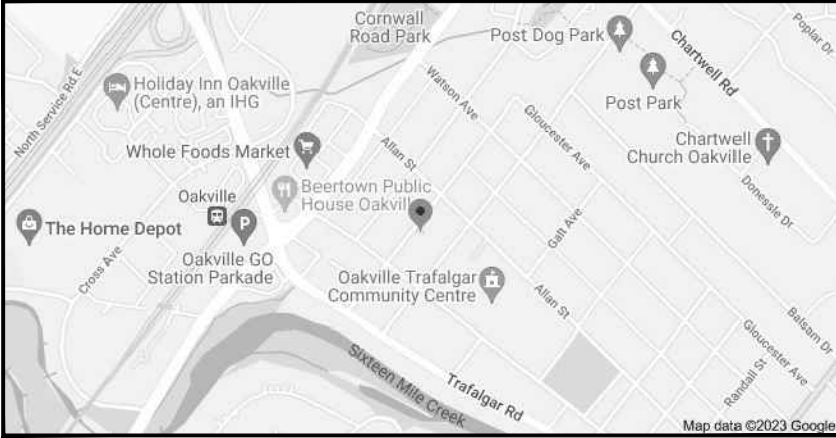 Cornwall
Road Park
Post Dog Park
Poplar Dr
Chartwell Rd
North Service Rd E
Holiday Inn Oakville
(Centre), an IHG
Watson Ave
Post Park
Gloucester Ave
Whole Foods Market
Allan St
Chartwell
Church Oakville
Oakville
Beertown Public
House Oakville
Donessle Dr
The Home Depot
P
Galt Ave
Cross Ave
Oakville GO
Station Parkade
Oakville Trafalgar
Community Centre
Allan St
Balsam Dr
Gloucester Ave
Sixteen Mile Creek
Trafalgar Rd
Randall St
Map data ©2023 Google